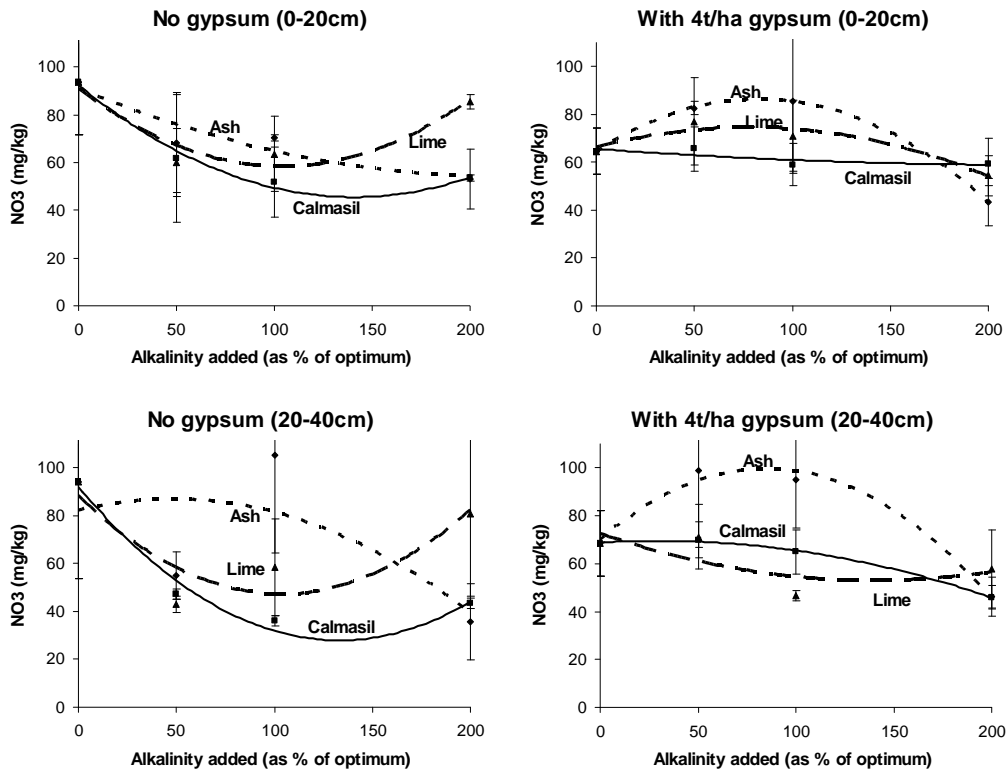 No gypsum (0-20cm)
100
80
60
40
20
0
NO3 (mg/kg)
Ash
Lime
Calmasil
0 50 100 150 200
Alkalinity added (as % of optimum)
With 4t/ha gypsum (0-20cm)
100
80
60
40
20
0
NO3 (mg/kg)
Ash
Lime
Calmasil
0 50 100 150 200
Alkalinity added (as % of optimum)
No gypsum (20-40cm)
100
80
60
40
20
0
NO3 (mg/kg)
Ash
Lime
Calmasil
0 50 100 150 200
Alkalinity added (as % of optimum)
With 4t/ha gypsum (20-40cm)
100
80
60
40
20
0
NO3 (mg/kg)
Ash
Calmasil
Lime
0 50 100 150 200
Alkalinity added (as % of optimum)